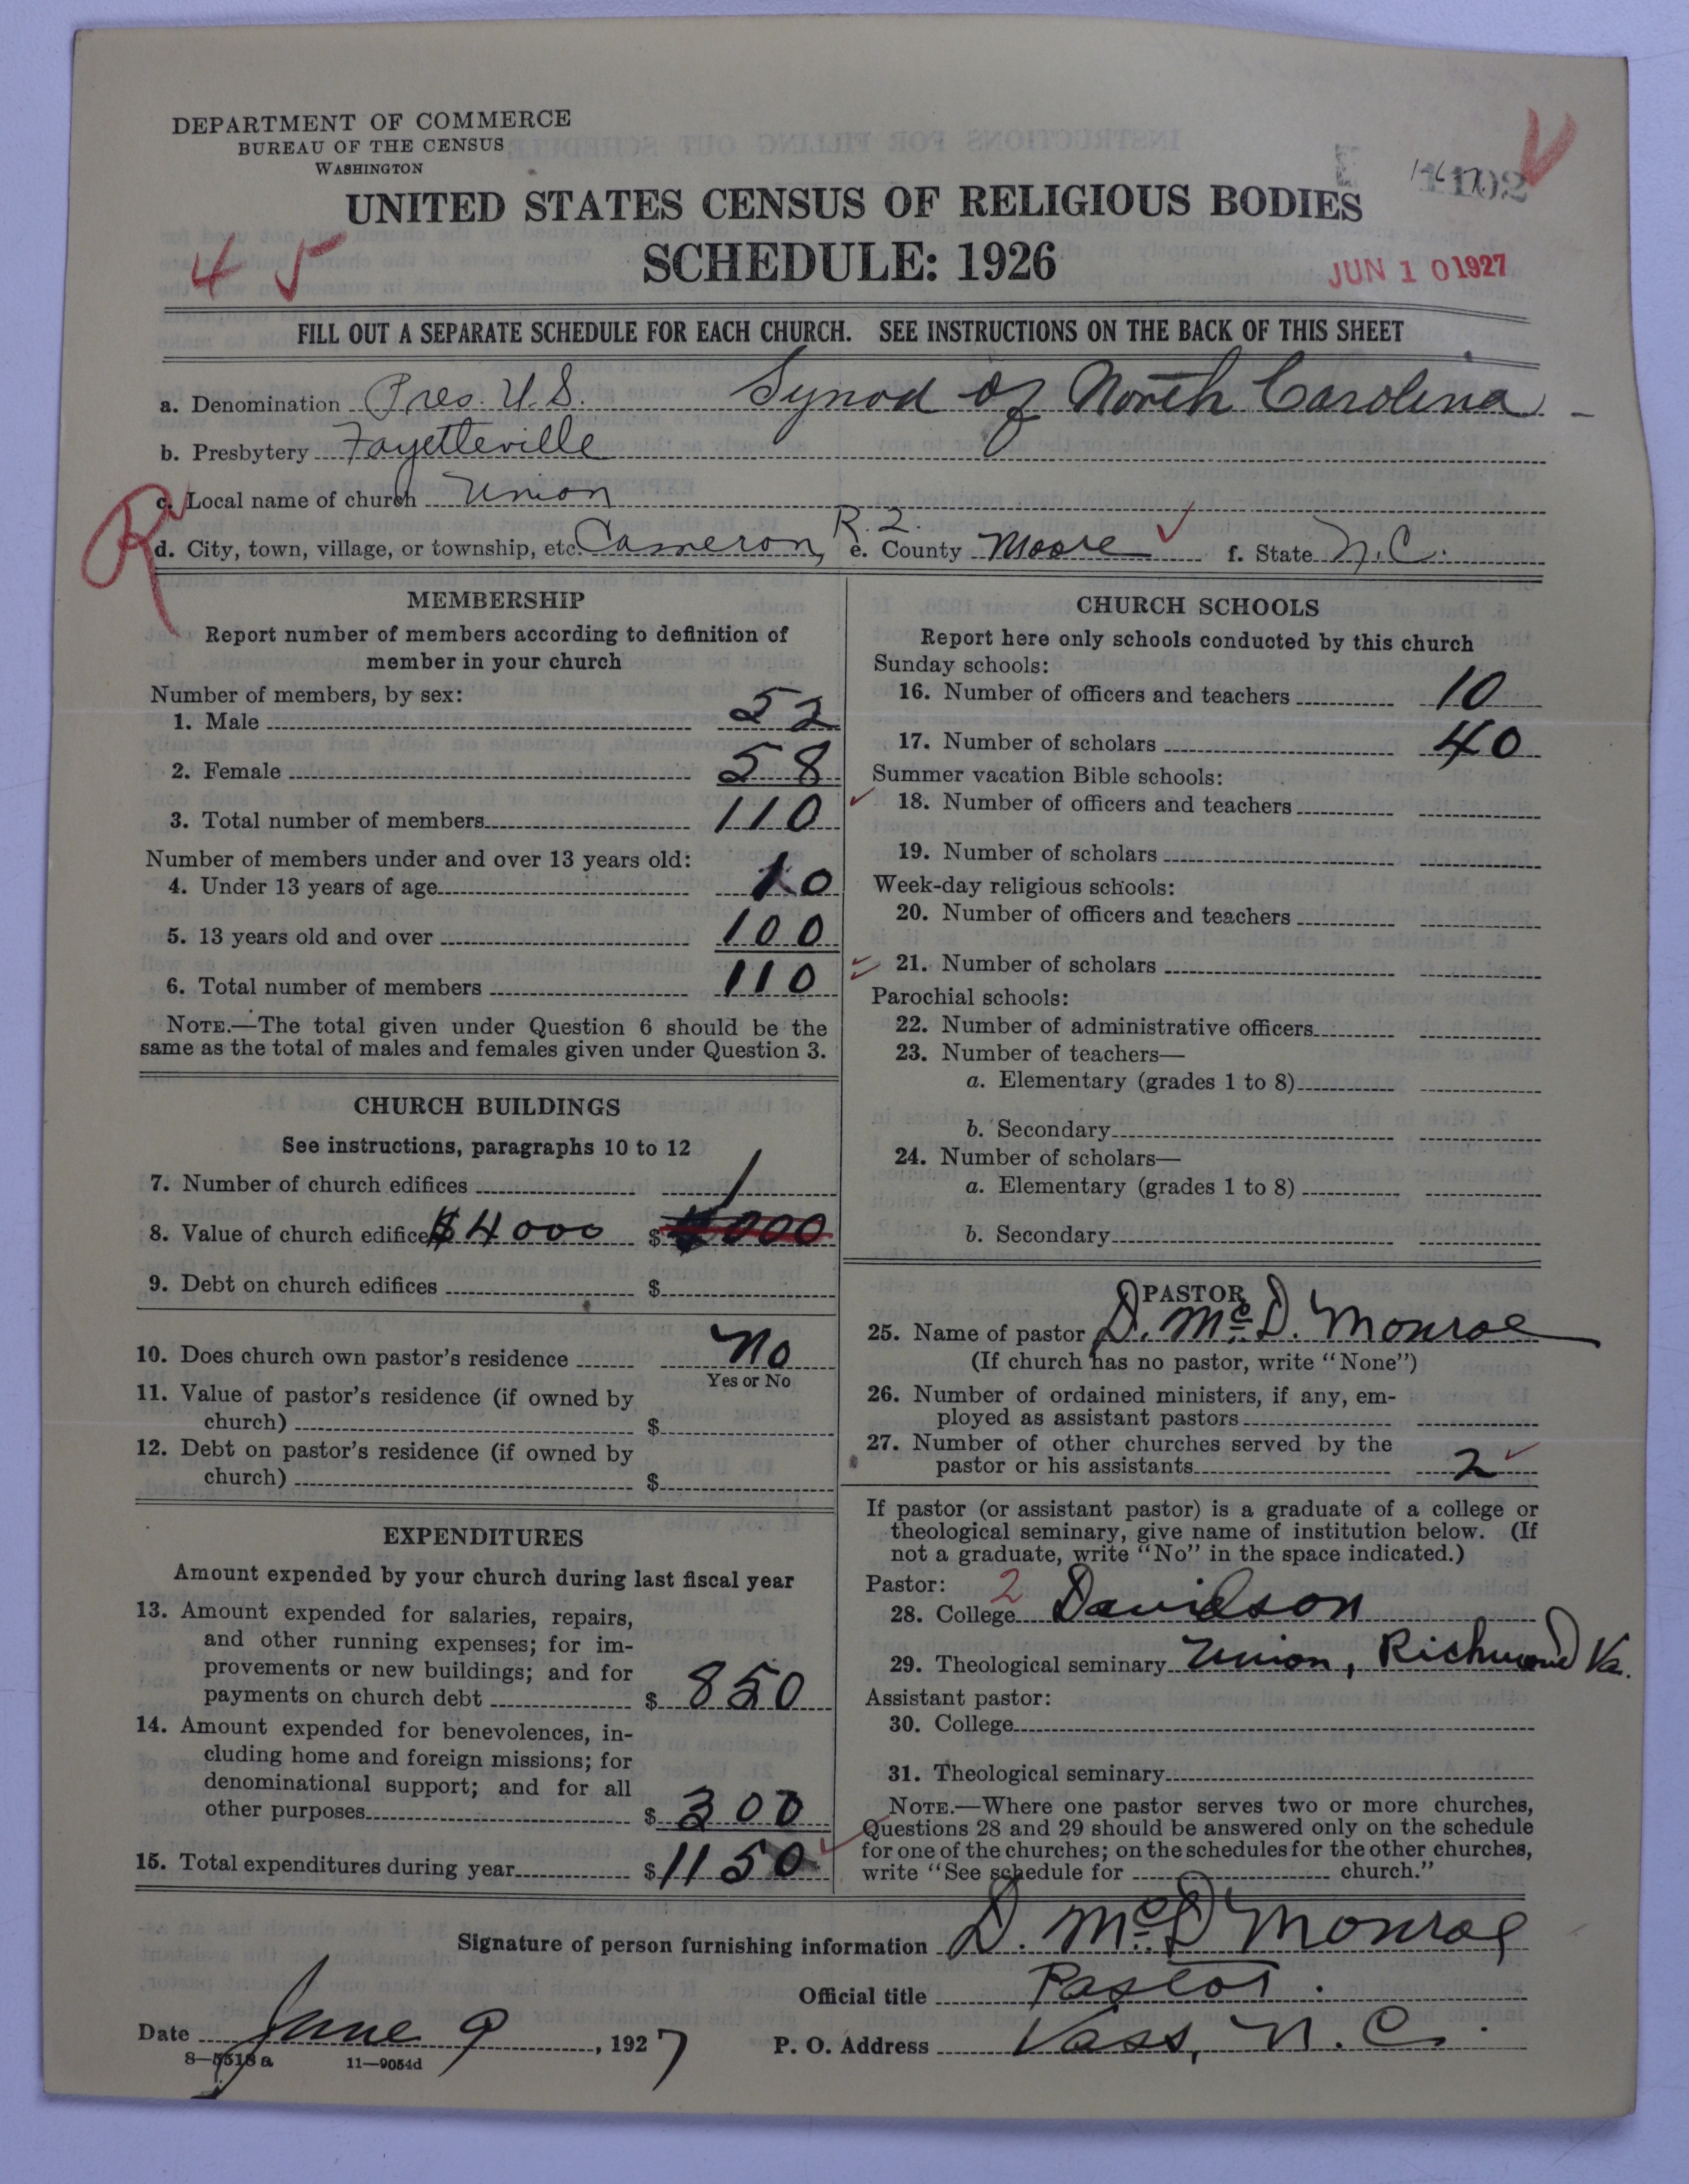 DEPARTMENT OF COMMERCE
BUREAU OF THE CENSUS
WASHINGTON
UNITED STATES CENSUS OF RELIGIOUS BODIES
SCHEDULE: 1926
4 5
JUN 10 1927
FILL OUT A SEPARATE SCHEDULE FOR EACH CHURCH. SEE INSTRUCTIONS ON THE BACK OF THIS SHEET
a. Denomination Pres. U.S. Synod of North Carolina
b. Presbytery Fayetteville
c. Local name of church Union
R
d. City, town, village, or township, etc. Cameron, R. 2. e. County Moore f. State N.C.
MEMBERSHIP
Report number of members according to definition of
member in your church
Number of members, by sex:
1. Male 52
2. Female 58
3. Total number of members 110
Number of members under and over 13 years old:
4. Under 13 years of age 10
5. 13 years old and over 100
6. Total number of members 110
NOTE.—The total given under Question 6 should be the
same as the total of males and females given under Question 3.
CHURCH BUILDINGS
See instructions, paragraphs 10 to 12
7. Number of church edifices 1
8. Value of church edifices $4000 $ 4000
9. Debt on church edifices $
10. Does church own pastor's residence No
Yes or No
11. Value of pastor's residence (if owned by
church) $
12. Debt on pastor's residence (if owned by
church) $
EXPENDITURES
Amount expended by your church during last fiscal year
13. Amount expended for salaries, repairs,
and other running expenses; for im-
provements or new buildings; and for
payments on church debt $ 850
14. Amount expended for benevolences, in-
cluding home and foreign missions; for
denominational support; and for all
other purposes $ 300
15. Total expenditures during year $ 1150
CHURCH SCHOOLS
Report here only schools conducted by this church
Sunday schools:
16. Number of officers and teachers 10
17. Number of scholars 40
Summer vacation Bible schools:
18. Number of officers and teachers
19. Number of scholars
Week-day religious schools:
20. Number of officers and teachers
21. Number of scholars
Parochial schools:
22. Number of administrative officers
23. Number of teachers—
a. Elementary (grades 1 to 8)
b. Secondary
24. Number of scholars—
a. Elementary (grades 1 to 8)
b. Secondary
PASTOR
25. Name of pastor D. McD. Monroe
(If church has no pastor, write "None")
26. Number of ordained ministers, if any, em-
ployed as assistant pastors
27. Number of other churches served by the
pastor or his assistants 2
If pastor (or assistant pastor) is a graduate of a college or
theological seminary, give name of institution below. (If
not a graduate, write "No" in the space indicated.)
Pastor: 2
28. College Davidson
29. Theological seminary Union, Richmond Va.
Assistant pastor:
30. College
31. Theological seminary
NOTE.—Where one pastor serves two or more churches,
Questions 28 and 29 should be answered only on the schedule
for one of the churches; on the schedules for the other churches,
write "See schedule for church."
Signature of person furnishing information D. McD Monroe
Official title Pastor.
Date June 9, 1927 P. O. Address Vass, N. C.
8—5518a 11—9054d